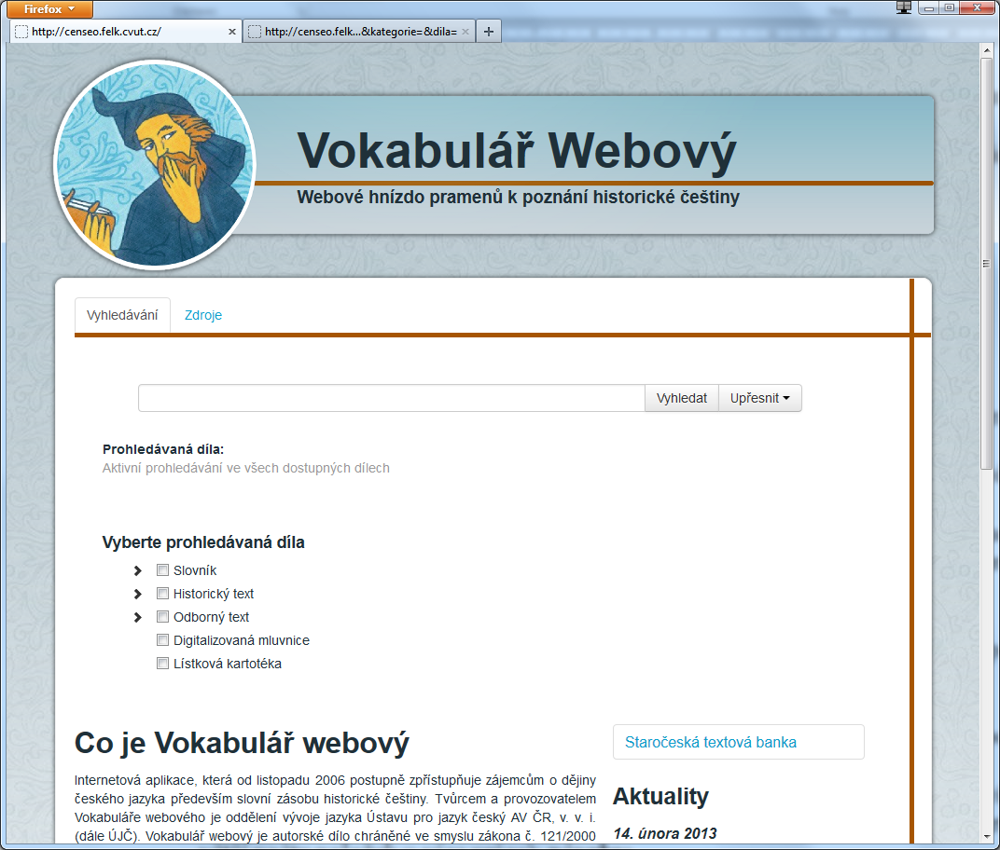 Firefox
http://censeo.felk.cvut.cz/
http://censeo.felk...&kategorie=&dila=
Vokabulář Webový
Webové hnízdo pramenů k poznání historické češtiny
Vyhledávání
Zdroje
Vyhledat
Upřesnit
Prohledávaná díla:
Aktivní prohledávání ve všech dostupných dílech
Vyberte prohledávaná díla
Slovník
Historický text
Odborný text
Digitalizovaná mluvnice
Lístková kartotéka
Co je Vokabulář webový
Internetová aplikace, která od listopadu 2006 postupně zpřístupňuje zájemcům o dějiny
českého jazyka především slovní zásobu historické češtiny. Tvůrcem a provozovatelem
Vokabuláře webového je oddělení vývoje jazyka Ústavu pro jazyk český AV ČR, v. v. i.
(dále ÚJČ). Vokabulář webový je autorské dílo chráněné ve smyslu zákona č. 121/2000
Staročeská textová banka
Aktuality
14. února 2013